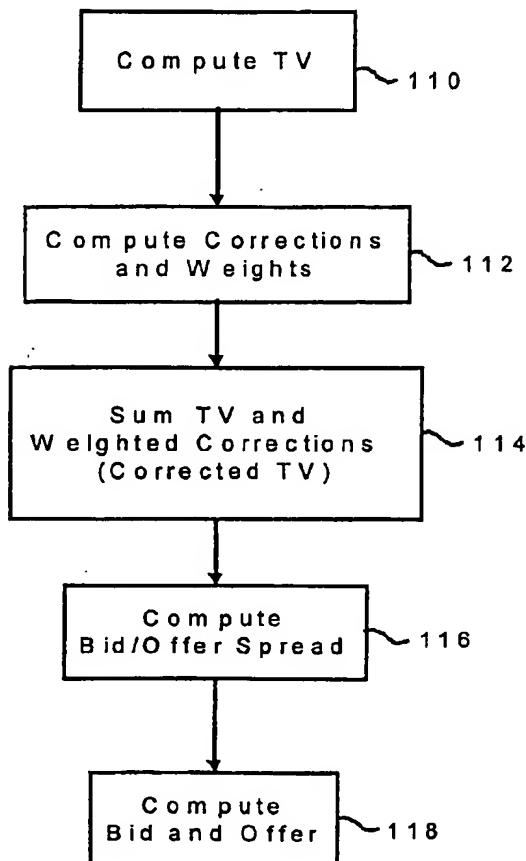 Compute TV
110
Compute Corrections
and Weights
112
Sum TV and
Weighted Corrections
(Corrected TV)
114
Compute
Bid/Offer Spread
116
Compute
Bid and Offer
118